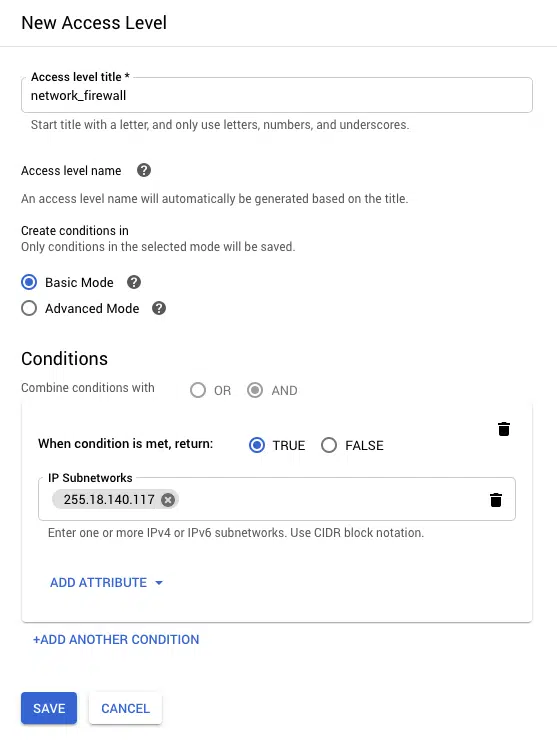 New Access Level
Access level title *
network_firewall
Start title with a letter, and only use letters, numbers, and underscores.
Access level name ?
An access level name will automatically be generated based on the title.
Create conditions in
Only conditions in the selected mode will be saved.
Basic Mode ?
Advanced Mode ?
Conditions
Combine conditions with OR AND
When condition is met, return: TRUE FALSE
IP Subnetworks
255.18.140.117
Enter one or more IPv4 or IPv6 subnetworks. Use CIDR block notation.
ADD ATTRIBUTE
+ADD ANOTHER CONDITION
SAVE CANCEL